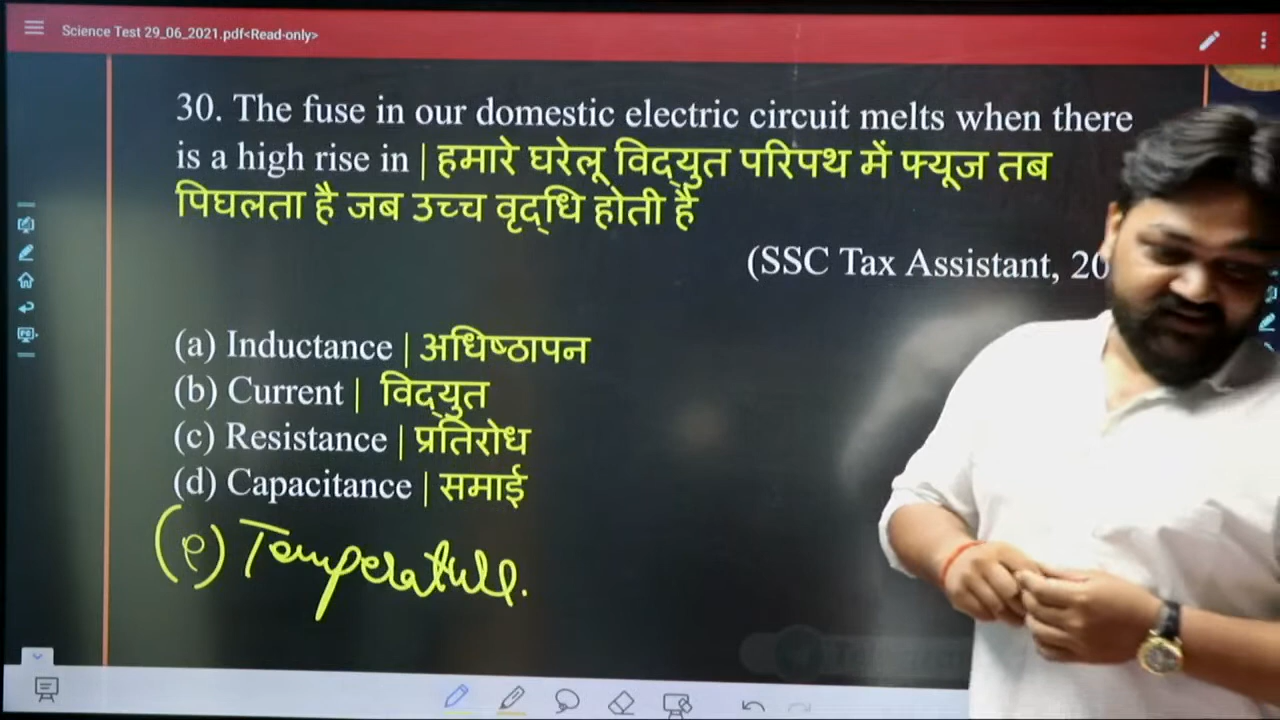 Science Test 29_06_2021.pdf<Read-only>
30. The fuse in our domestic electric circuit melts when there
is a high rise in | हमारे घरेलू विद्युत परिपथ में फ्यूज तब
पिघलता है जब उच्च वृद्धि होती है
(SSC Tax Assistant, 20
(a) Inductance | अधिष्ठापन
(b) Current | विद्युत
(c) Resistance | प्रतिरोध
(d) Capacitance | समाई
(e) Temperature.